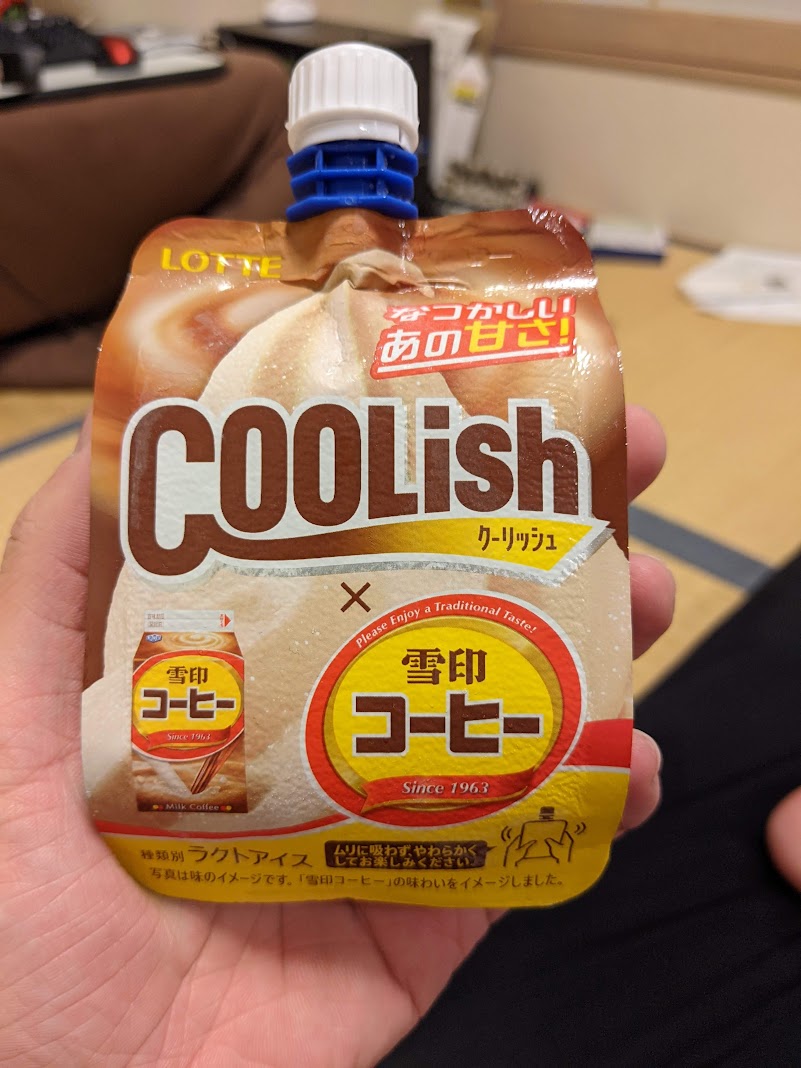 LOTTE
なつかしい
あの甘さ!
COOLish
クーリッシュ
×
Please Enjoy a Traditional Taste!
雪印
コーヒー
Since 1963
雪印
コーヒー
Since 1963
Milk Coffee
種類別 ラクトアイス
ムリに吸わず、やわらかく
してお楽しみください。
写真は味のイメージです。「雪印コーヒー」の味わいをイメージしました。